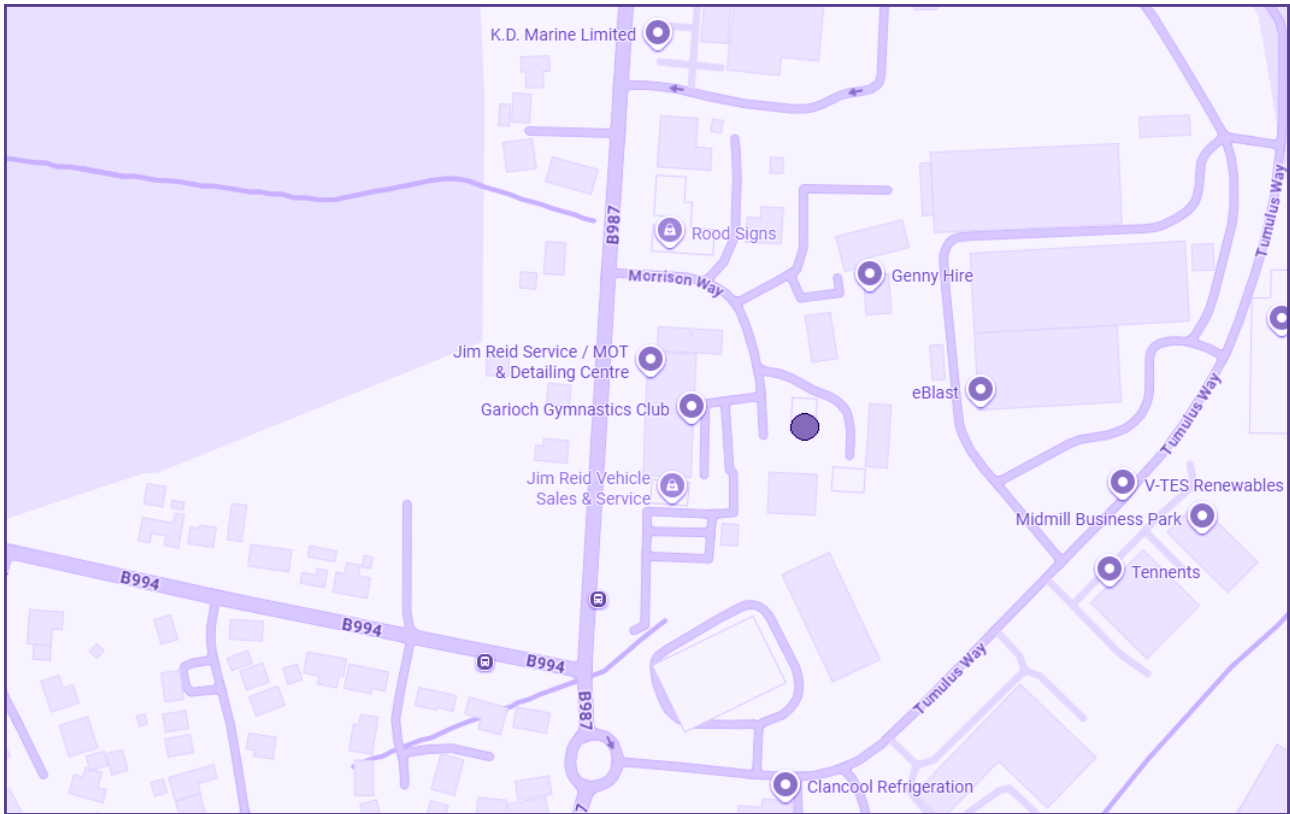 K.D. Marine Limited
B987
Tumulus Way
Rood Signs
Morrison Way
Genny Hire
Jim Reid Service / MOT
& Detailing Centre
eBlast
Garioch Gymnastics Club
Tumulus Way
Jim Reid Vehicle
Sales & Service
V-TES Renewables
Midmill Business Park
B994
Tennents
B994
B994
Tumulus Way
B987
Clancool Refrigeration
7